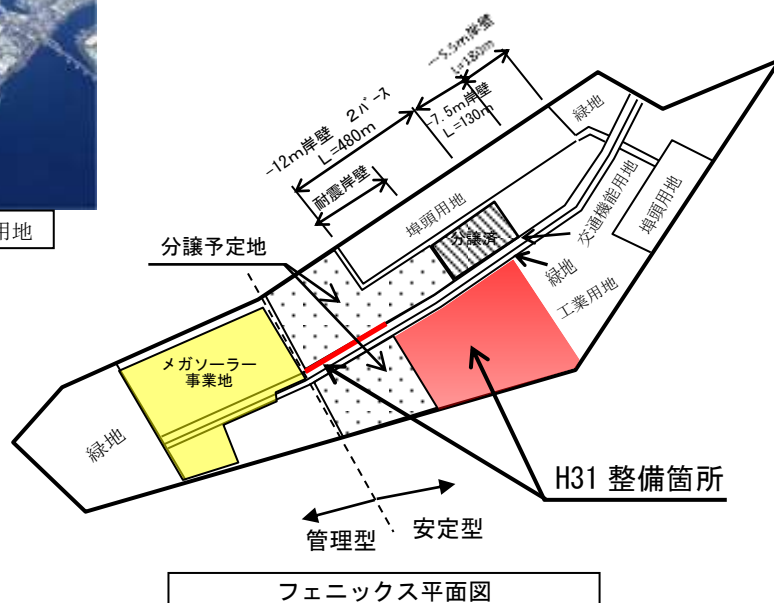 用地
-5.5m岸壁
L=180m
-7.5m岸壁
L=130m
-12m岸壁 2バース
L=480m
耐震岸壁
緑地
埠頭用地
交通機能用地
埠頭用地
分譲済
分譲予定地
緑地
工業用地
メガソーラー
事業地
緑地
H31 整備箇所
管理型
安定型
フェニックス平面図